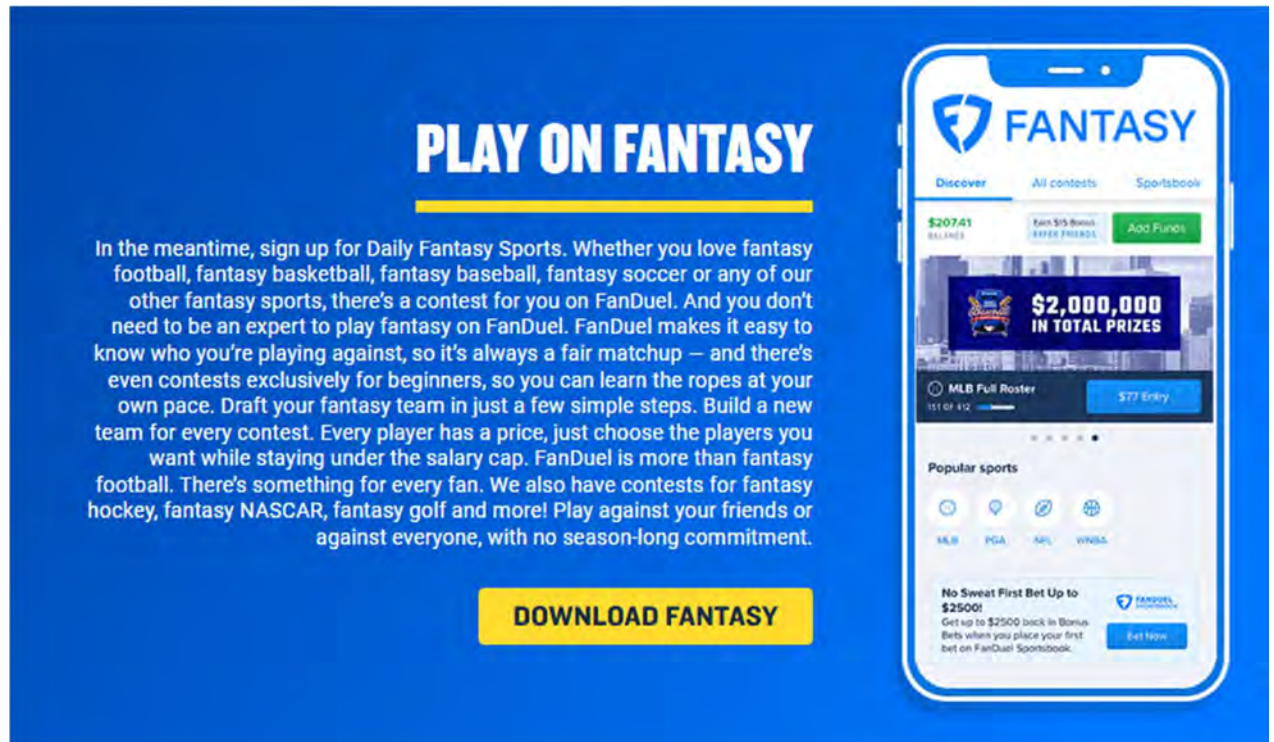 PLAY ON FANTASY
In the meantime, sign up for Daily Fantasy Sports. Whether you love fantasy
football, fantasy basketball, fantasy baseball, fantasy soccer or any of our
other fantasy sports, there's a contest for you on FanDuel. And you don't
need to be an expert to play fantasy on FanDuel. FanDuel makes it easy to
know who you're playing against, so it's always a fair matchup — and there's
even contests exclusively for beginners, so you can learn the ropes at your
own pace. Draft your fantasy team in just a few simple steps. Build a new
team for every contest. Every player has a price, just choose the players you
want while staying under the salary cap. FanDuel is more than fantasy
football. There's something for every fan. We also have contests for fantasy
hockey, fantasy NASCAR, fantasy golf and more! Play against your friends or
against everyone, with no season-long commitment.
DOWNLOAD FANTASY
FANTASY
Discover All contests Sportsbook
$207.41 Earn $15 Bonus Add Funds
BALANCE REFER FRIENDS
$2,000,000
IN TOTAL PRIZES
MLB Full Roster
151 OF 412
$77 Entry
Popular sports
MLB PGA NFL WNBA
No Sweat First Bet Up to
$2500!
Get up to $2500 back in Bonus
Bets when you place your first
bet on FanDuel Sportsbook.
FANDUEL
SPORTSBOOK
Bet Now